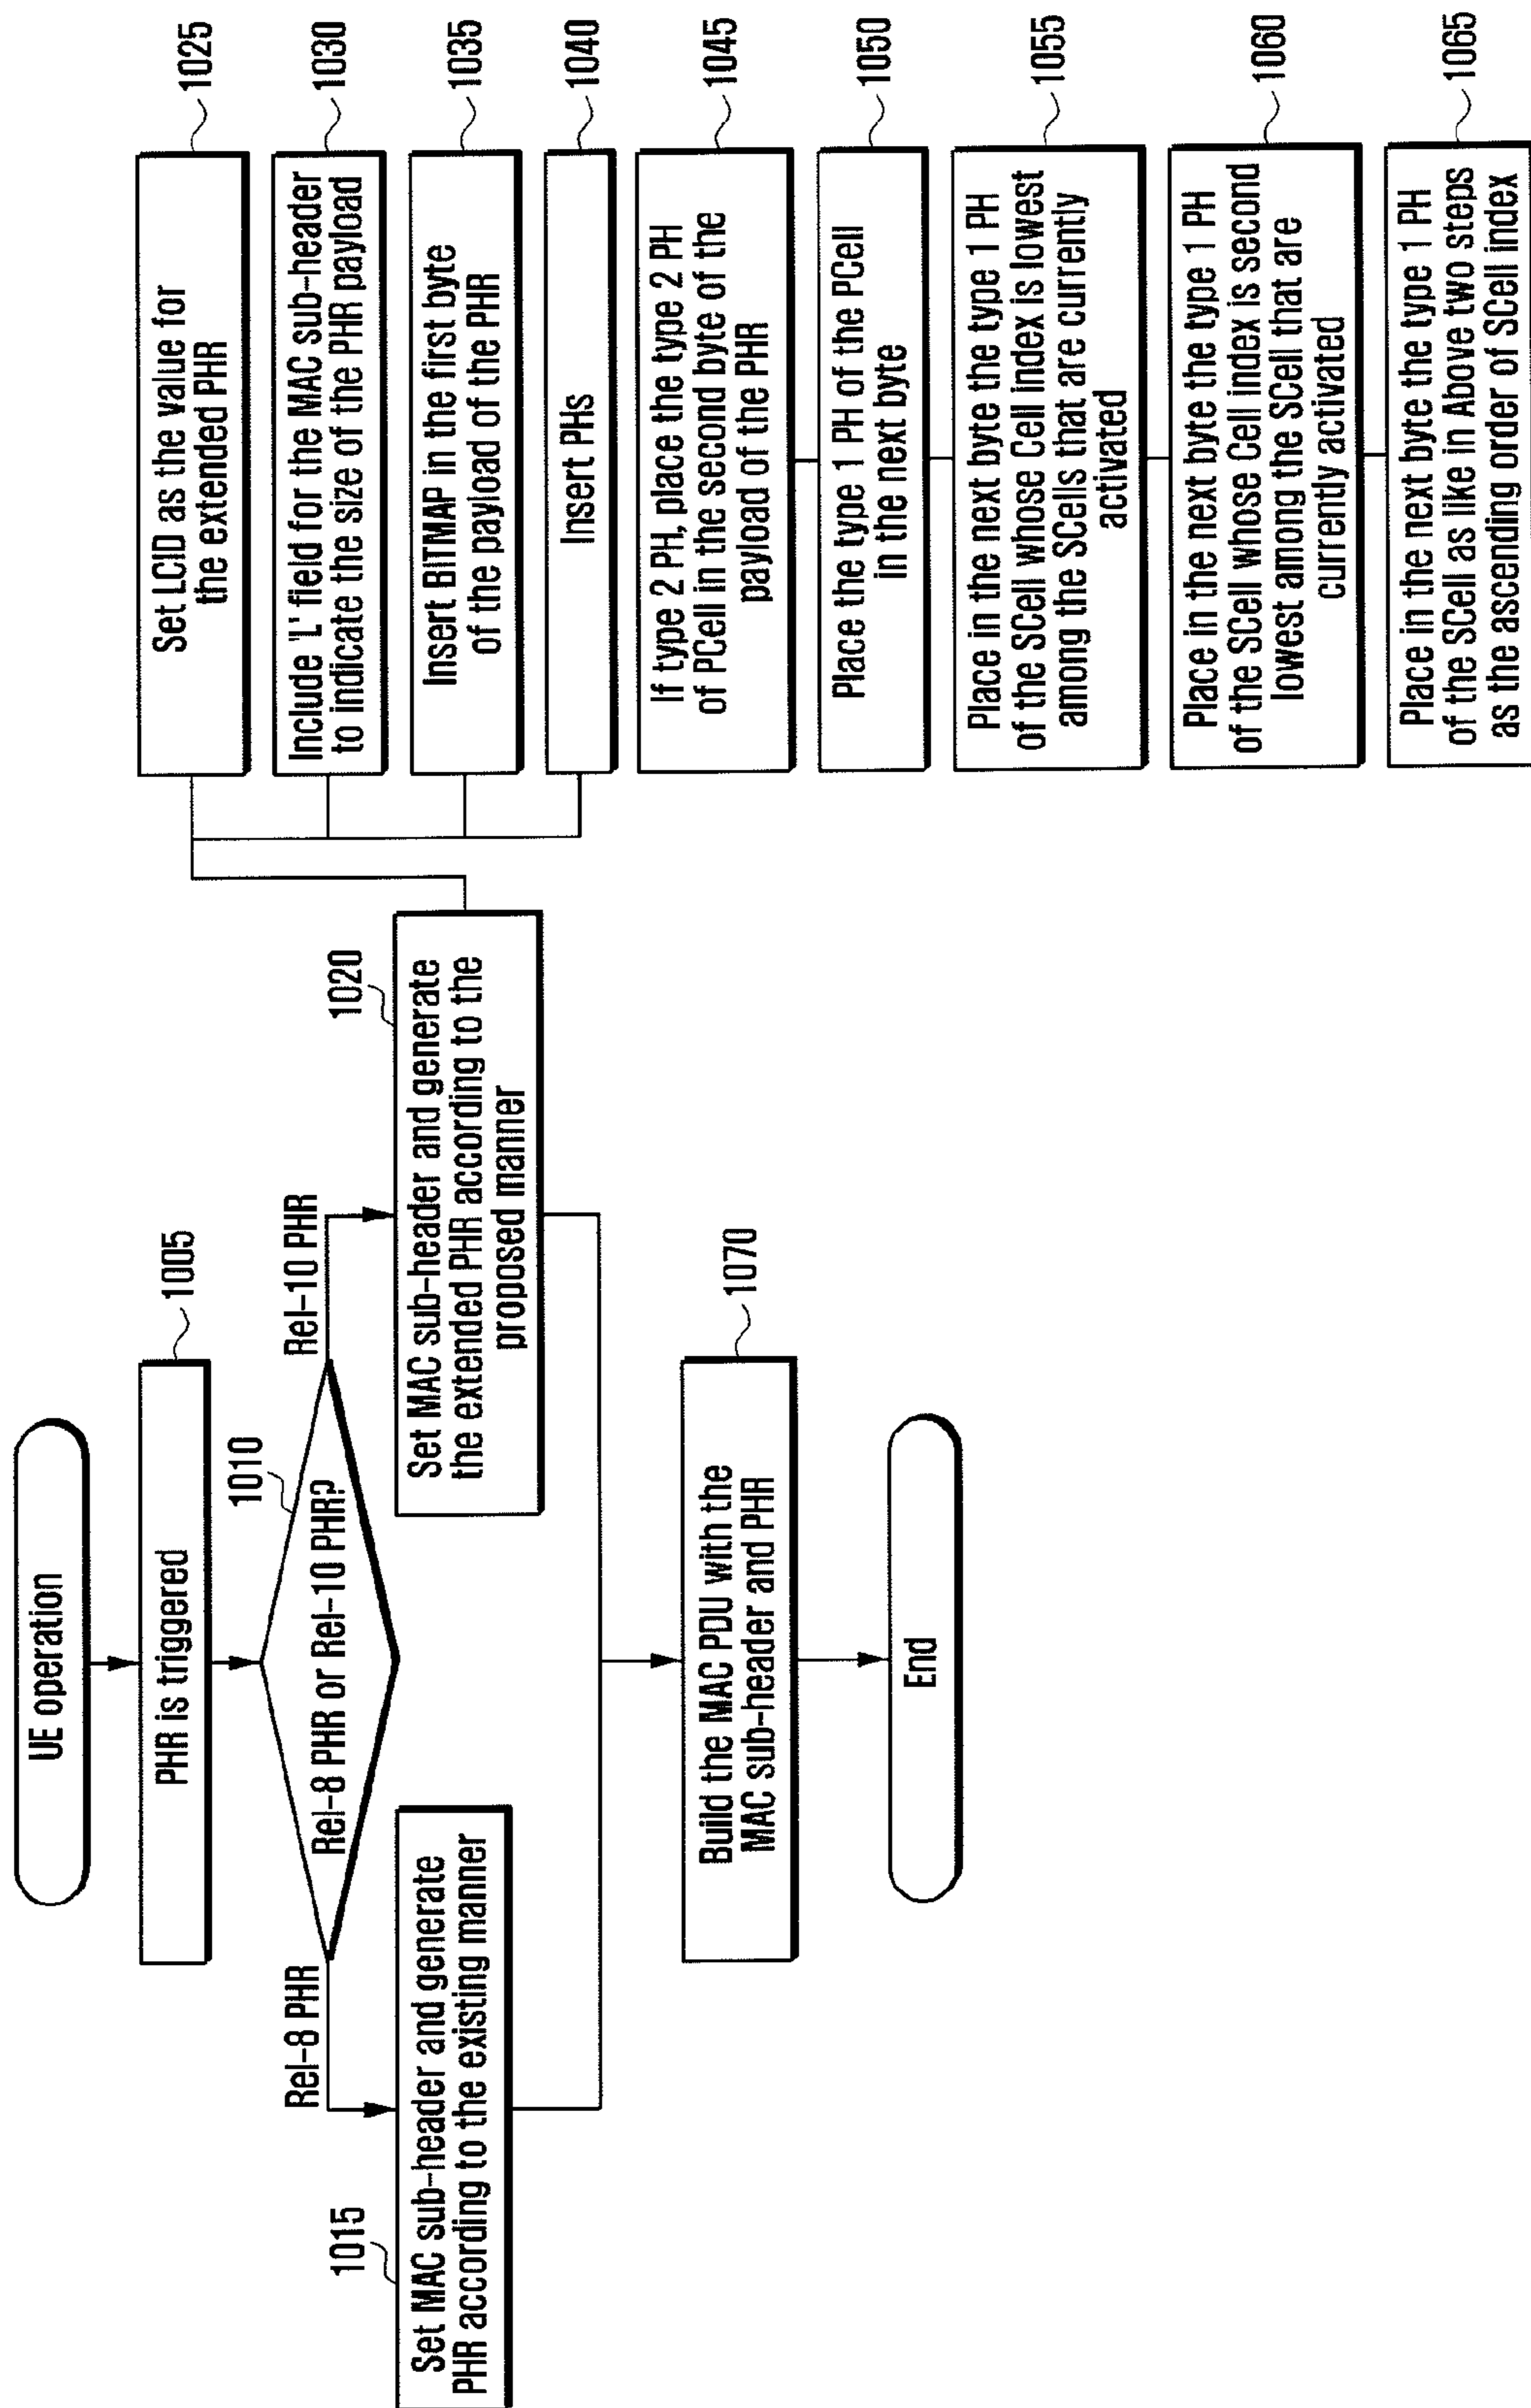 UE operation
PHR is triggered
1005
1010
Rel-8 PHR or Rel-10 PHR?
Rel-8 PHR
Rel-10 PHR
1015
Set MAC sub-header and generate
PHR according to the existing manner
1020
Set MAC sub-header and generate
the extended PHR according to the
proposed manner
Build the MAC PDU with the
MAC sub-header and PHR
1070
End
Set LCID as the value for
the extended PHR
1025
Include 'L' field for the MAC sub-header
to indicate the size of the PHR payload
1030
Insert BITMAP in the first byte
of the payload of the PHR
1035
Insert PHs
1040
If type 2 PH, place the type 2 PH
of PCell in the second byte of the
payload of the PHR
1045
Place the type 1 PH of the PCell
in the next byte
1050
Place in the next byte the type 1 PH
of the SCell whose Cell index is lowest
among the SCells that are currently
activated
1055
Place in the next byte of the type 1 PH
of the SCell whose SCell index is second
lowest among the SCell that are
currently activated
1060
Place in the next byte the type 1 PH
of the SCell as like in Above two steps
as the ascending order of SCell index
1065